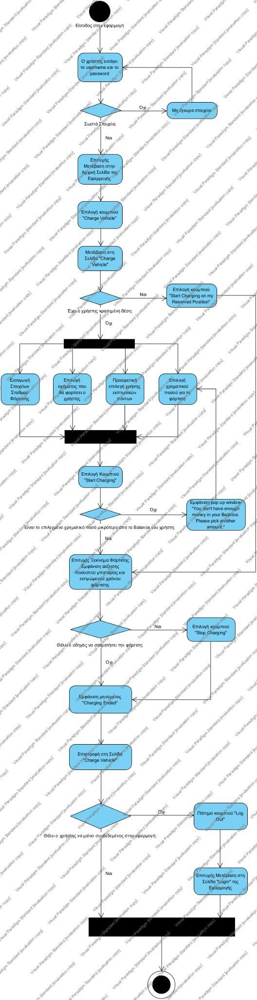 Είσοδος στην εφαρμογή
Ο χρήστης εισάγει
το username και το
password
Όχι
Μη έγκυρα στοιχεία
Σωστά Στοιχεία;
Ναι
Επιτυχής
Μετάβαση στην
Αρχική Σελίδα της
Εφαρμογής
Επιλογή κουμπιού
"Charge Vehicle"
Μετάβαση στη
Σελίδα "Charge
Vehicle"
Ναι
Επιλογή κουμπιού
"Start Charging on my
Reserved Position"
Έχει ο χρήστης κρατημένη θέση;
Όχι
Εισαγωγή
Στοιχείων
Σταθμού
Φόρτισης
Επιλογή
οχήματος που
θα φορτίσει ο
χρήστης
Προαιρετική
επιλογή χρήσης
εκπτωτικών
πόντων
Επιλογή
χρηματικού
ποσού για τη
φόρτιση
Επιλογή Κουμπιού
"Start Charging"
Όχι
Εμφάνιση pop up window
"You don't have enough
money in your Balance.
Please pick another
amount."
Είναι το επιλεγμένο χρηματικό ποσό μικρότερο από το Balance του χρήστη;
Ναι
Επιτυχές Ξεκίνημα Φόρτισης
Εμφάνιση αύξησης
ποσοστού μπαταρίας και
εκτιμώμενου χρόνου
φόρτισης
Ναι
Επιλογή κουμπιού
"Stop Charging"
Θέλει ο οδηγός να σταματήσει την φόρτιση;
Όχι
Εμφάνιση μηνύματος
"Charging Ended"
Επιστροφή στη Σελίδα
"Charge Vehicle"
Όχι
Πάτημα κουμπιού "Log
Out"
Θέλει ο χρήστης να μείνει συνδεδεμένος στην εφαρμογή;
Ναι
Επιτυχής Μετάβαση στη
Σελίδα "Login" της
Εφαρμογής
Visual Paradigm Standard [evaluation copy]